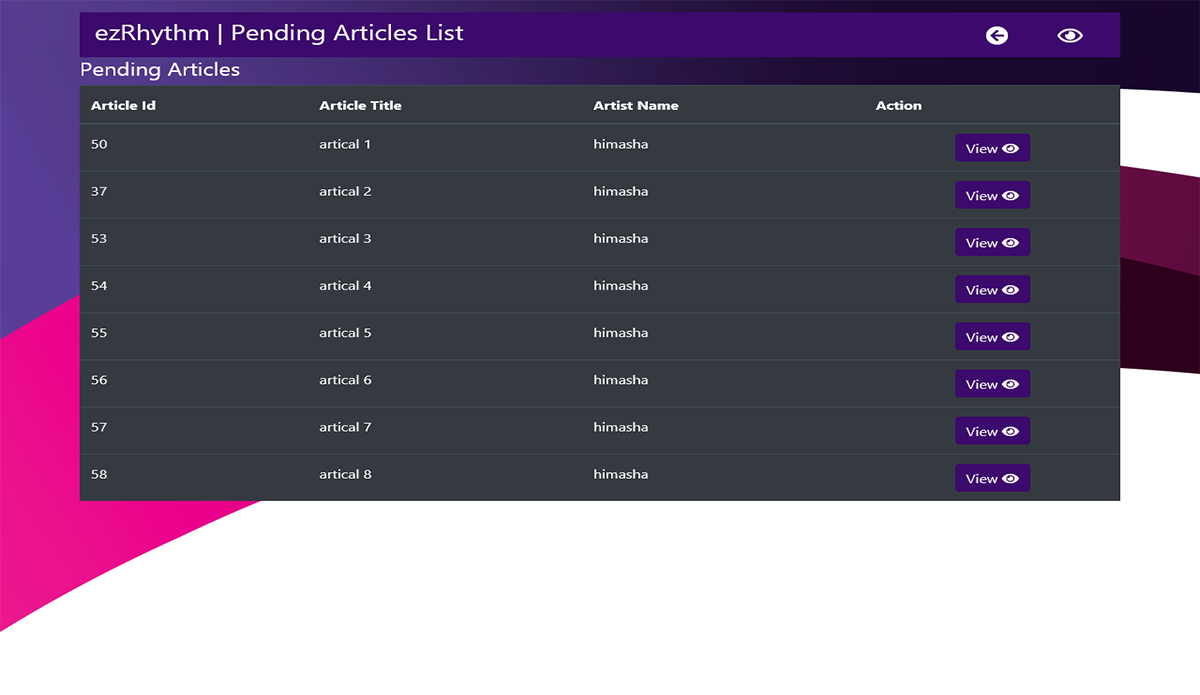 ezRhythm | Pending Articles List
Pending Articles
Article Id Article Title Artist Name Action
50 artical 1 himasha View
37 artical 2 himasha View
53 artical 3 himasha View
54 artical 4 himasha View
55 artical 5 himasha View
56 artical 6 himasha View
57 artical 7 himasha View
58 artical 8 himasha View